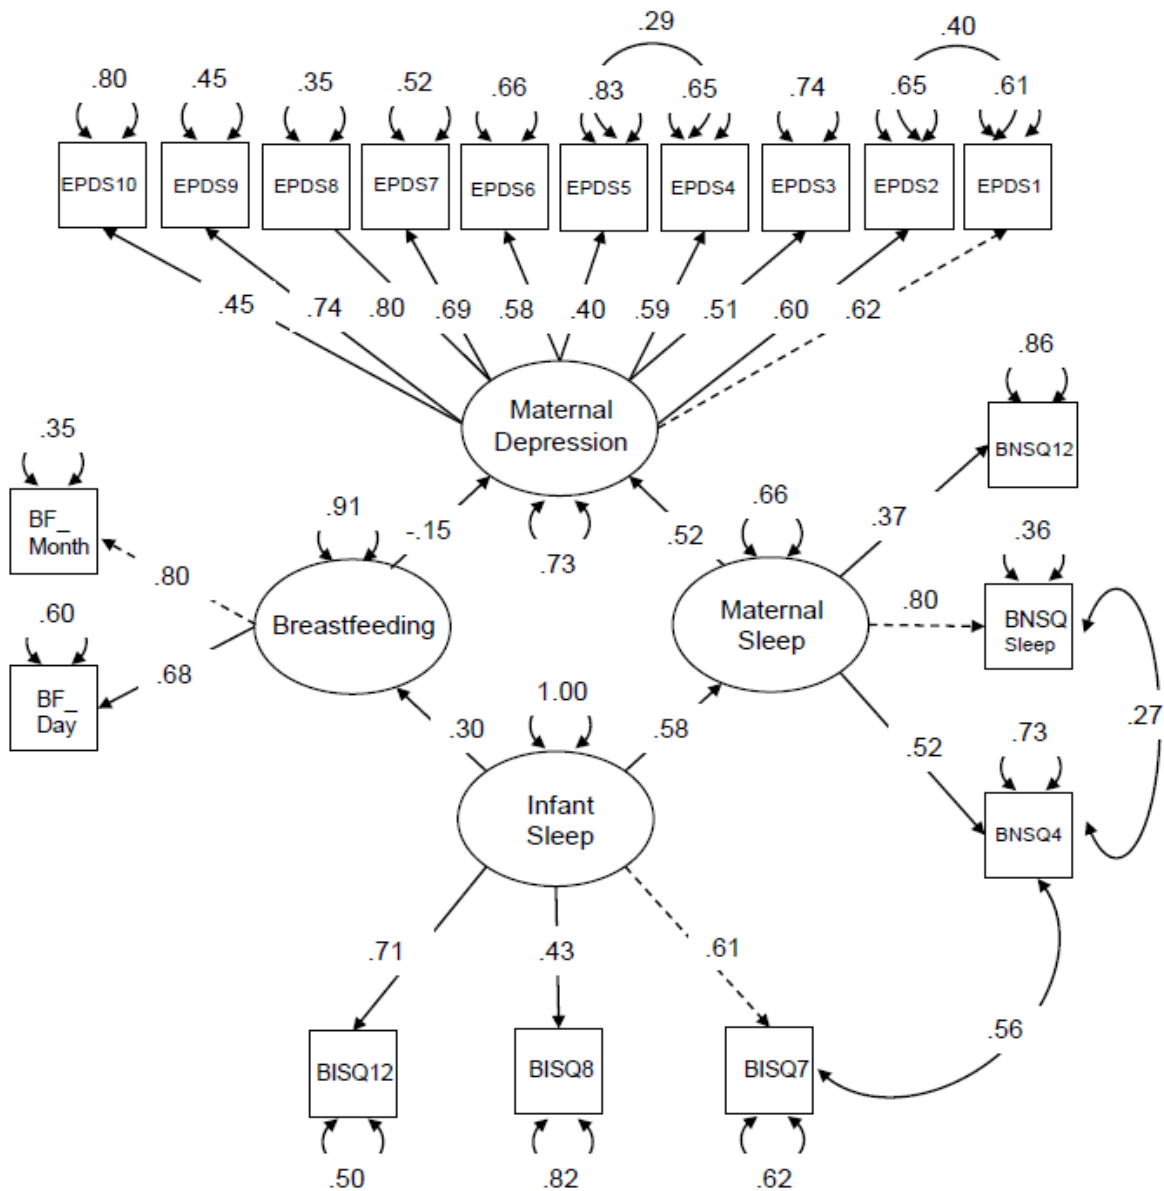 .29
.40
.80 .45 .35 .52 .66 .83 .65 .74 .65 .61
EPDS10 EPDS9 EPDS8 EPDS7 EPDS6 EPDS5 EPDS4 EPDS3 EPDS2 EPDS1
.45 .74 .80 .69 .58 .40 .59 .51 .60 .62
.86
Maternal
Depression
BNSQ12
.35
.91
-.15
.73
.52
.66
.37
BF_
Month
.36
.80
Breastfeeding
Maternal
Sleep
.80
BNSQ
Sleep
.60
.68
BF_
Day
1.00
.30
.58
.27
.52
.73
Infant
Sleep
BNSQ4
.71
.43
.61
.56
BISQ12
BISQ8
BISQ7
.50
.82
.62